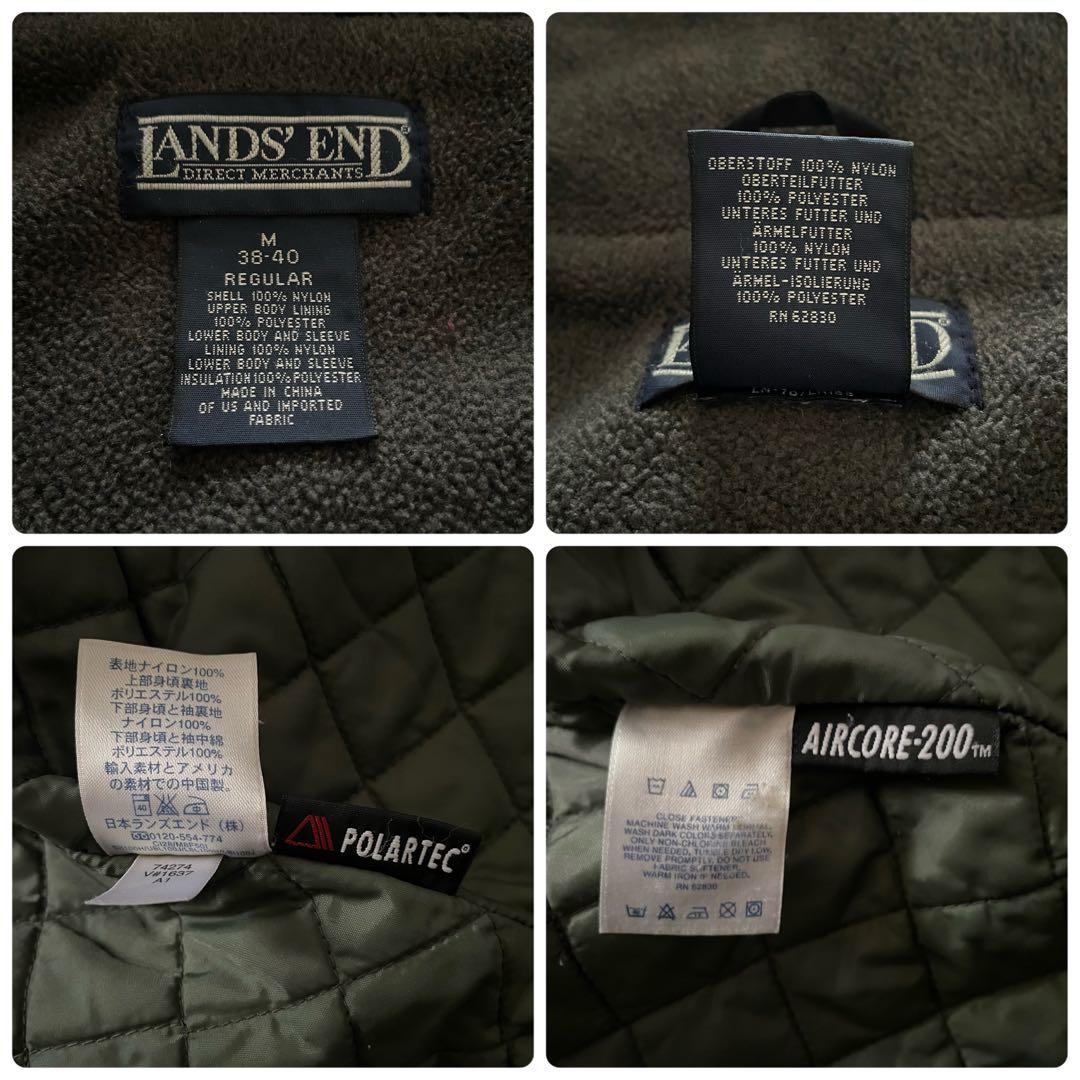 LANDS' END
DIRECT MERCHANTS
M
38-40
REGULAR
SHELL 100% NYLON
UPPER BODY LINING
100% POLYESTER
LOWER BODY AND SLEEVE
LINING 100% NYLON
LOWER BODY AND SLEEVE
INSULATION 100% POLYESTER
MADE IN CHINA
OF US AND IMPORTED
FABRIC
OBERSTOFF 100% NYLON
OBERTEILFUTTER
100% POLYESTER
UNTERES FUTTER UND
ÄRMELFUTTER
100% NYLON
UNTERES FUTTER UND
ÄRMEL-ISOLIERUNG
100% POLYESTER
RN 62830
LANDS' END
表地ナイロン100%
上部身頃裏地
ポリエステル100%
下部身頃と袖裏地
ナイロン100%
下部身頃と袖中綿
ポリエステル100%
輸入素材とアメリカ
の素材での中国製。
40
日本ランズエンド(株)
0120-554-774
74274
V#1637
A1
POLARTEC®
AIRCORE-200™
CLOSE FASTENER
MACHINE WASH WARM NORMAL.
WASH DARK COLORS SEPARATELY.
ONLY NON-CHLORINE BLEACH
WHEN NEEDED. TUMBLE DRY LOW.
REMOVE PROMPTLY. DO NOT USE
FABRIC SOFTENER.
WARM IRON IF NEEDED.
RN 62830